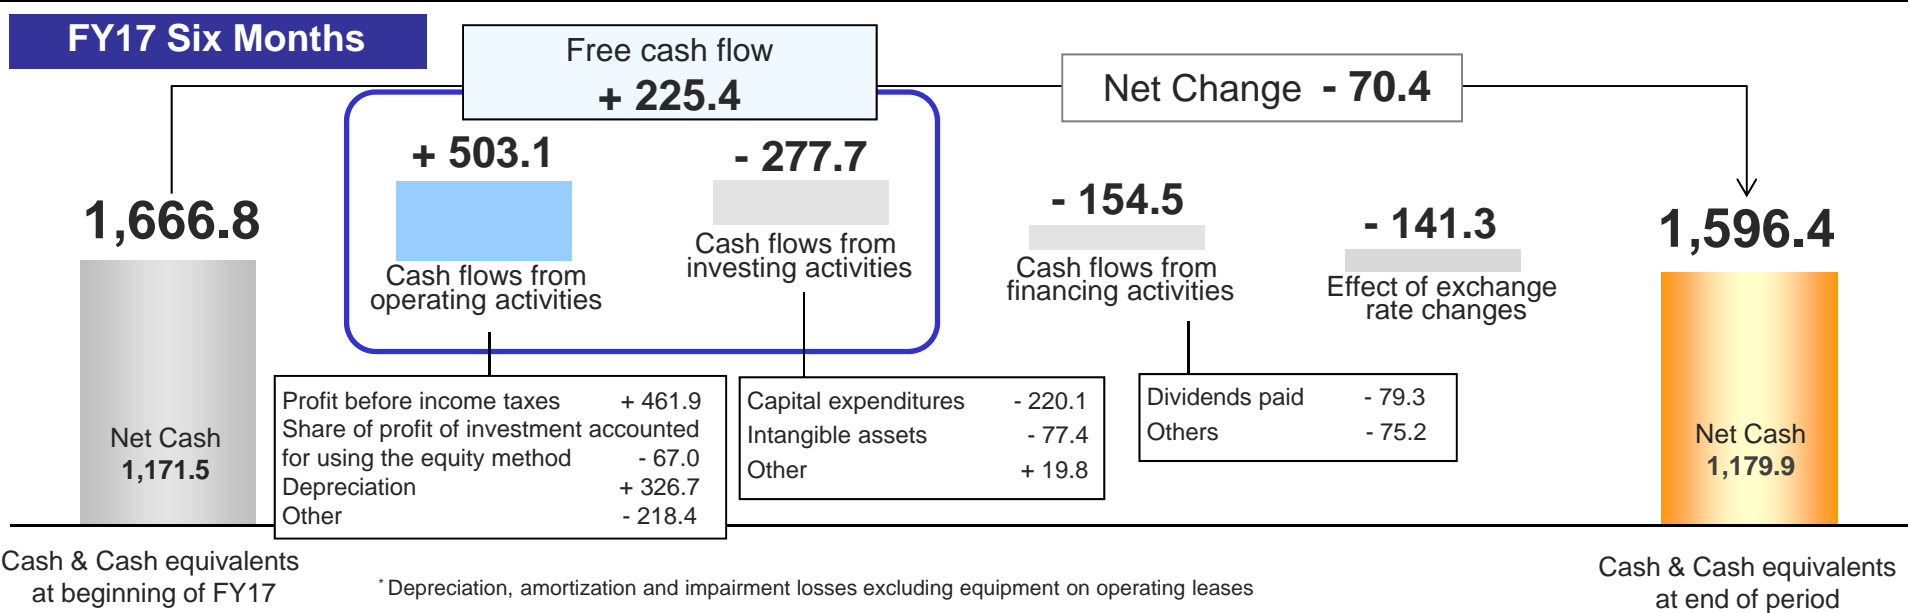 FY17 Six Months
Free cash flow
+ 225.4
Net Change - 70.4
+ 503.1
- 277.7
- 154.5
- 141.3
1,666.8
1,596.4
Cash flows from
operating activities
Cash flows from
investing activities
Cash flows from
financing activities
Effect of exchange
rate changes
Net Cash
1,171.5
Profit before income taxes + 461.9
Share of profit of investment accounted
for using the equity method - 67.0
Depreciation + 326.7
Other - 218.4
Capital expenditures - 220.1
Intangible assets - 77.4
Other + 19.8
Dividends paid - 79.3
Others - 75.2
Net Cash
1,179.9
Cash & Cash equivalents
at beginning of FY17
* Depreciation, amortization and impairment losses excluding equipment on operating leases
Cash & Cash equivalents
at end of period